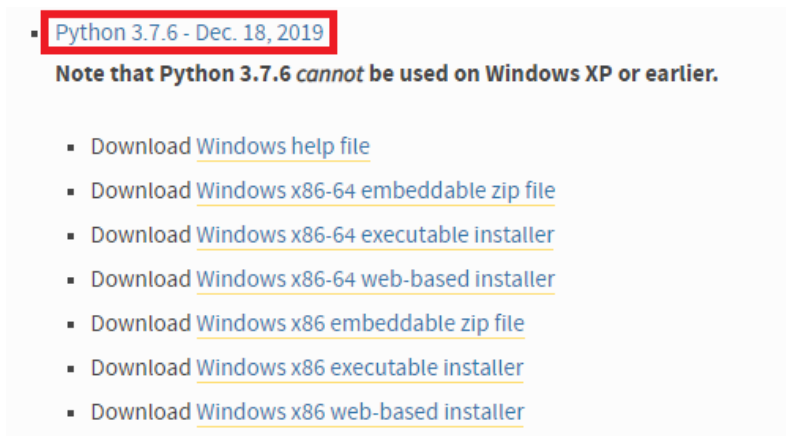 Python 3.7.6 - Dec. 18, 2019
Note that Python 3.7.6 cannot be used on Windows XP or earlier.
Download Windows help file
Download Windows x86-64 embeddable zip file
Download Windows x86-64 executable installer
Download Windows x86-64 web-based installer
Download Windows x86 embeddable zip file
Download Windows x86 executable installer
Download Windows x86 web-based installer